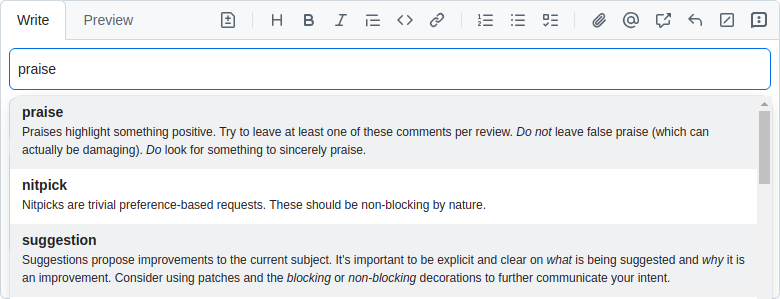 Write Preview
praise
praise
Praises highlight something positive. Try to leave at least one of these comments per review. Do not leave false praise (which can
actually be damaging). Do look for something to sincerely praise.
nitpick
Nitpicks are trivial preference-based requests. These should be non-blocking by nature.
suggestion
Suggestions propose improvements to the current subject. It's important to be explicit and clear on what is being suggested and why it is
an improvement. Consider using patches and the blocking or non-blocking decorations to further communicate your intent.